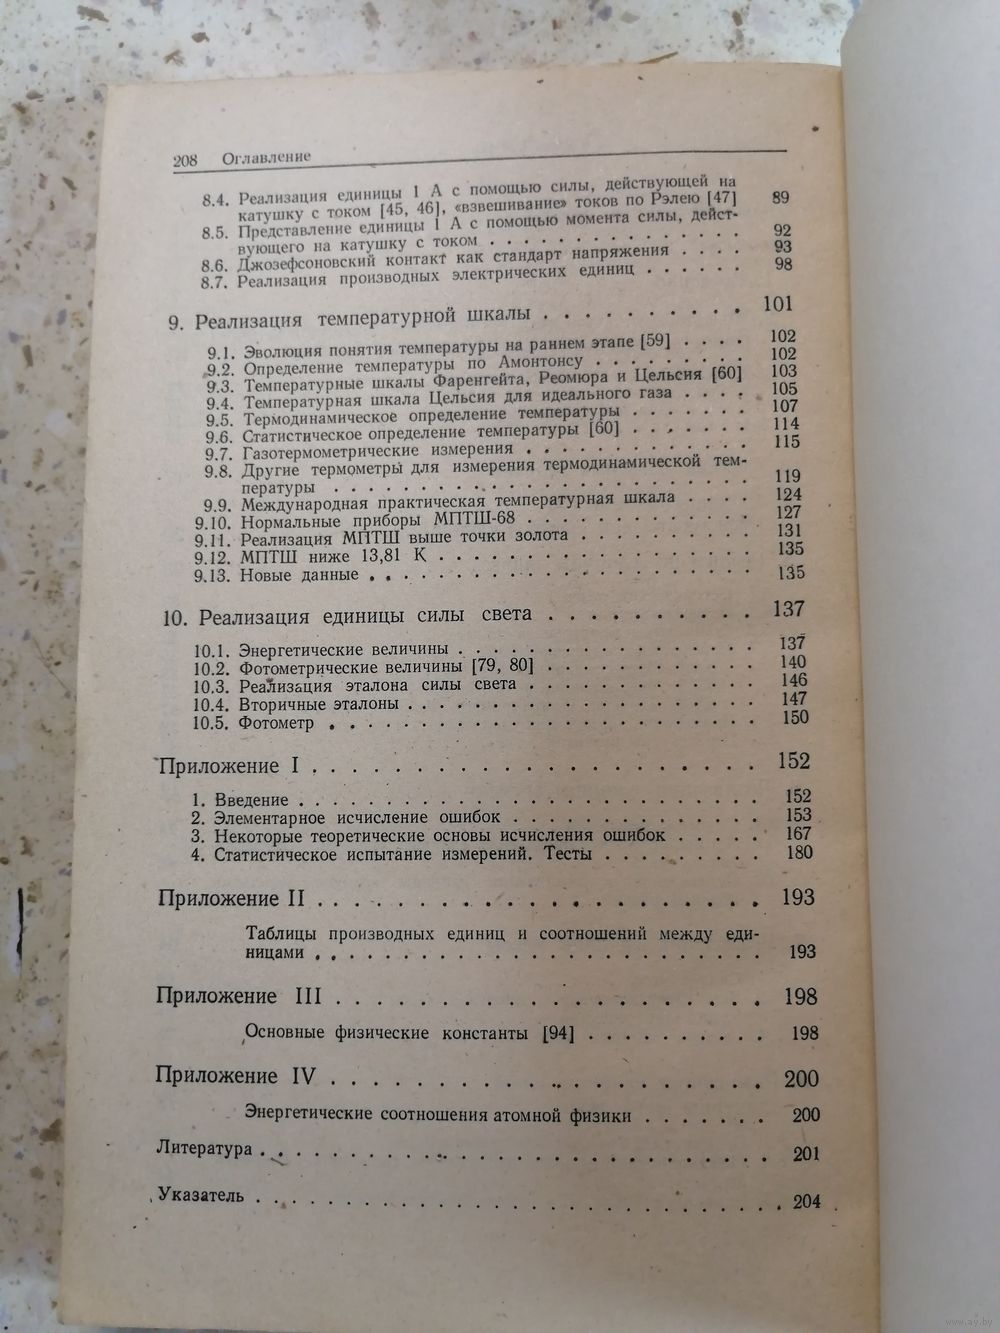 208 Оглавление
8.4. Реализация единицы 1 А с помощью силы, действующей на
катушку с током [45, 46], «взвешивание» токов по Рэлею [47] 89
8.5. Представление единицы 1 А с помощью момента силы, дейст-
вующего на катушку с током . . . . . . . . . . . . . . 92
8.6. Джозефсоновский контакт как стандарт напряжения . . . . 93
8.7. Реализация производных электрических единиц . . . . . . 98
9. Реализация температурной шкалы . . . . . . . . . . 101
9.1. Эволюция понятия температуры на раннем этапе [59] . . . . 102
9.2. Определение температуры по Амонтонсу . . . . . . . . . 102
9.3. Температурные шкалы Фаренгейта, Реомюра и Цельсия [60] 103
9.4. Температурная шкала Цельсия для идеального газа . . . . 105
9.5. Термодинамическое определение температуры . . . . . . . 107
9.6. Статистическое определение температуры [60] . . . . . . . 114
9.7. Газотермометрические измерения . . . . . . . . . . . . . 115
9.8. Другие термометры для измерения термодинамической тем-
пературы . . . . . . . . . . . . . . . . . . . . . . . 119
9.9. Международная практическая температурная шкала . . . . 124
9.10. Нормальные приборы МПТШ-68 . . . . . . . . . . . . . 127
9.11. Реализация МПТШ выше точки золота . . . . . . . . . . 131
9.12. МПТШ ниже 13,81 К . . . . . . . . . . . . . . . . . . 135
9.13. Новые данные . . . . . . . . . . . . . . . . . . . . . 135
10. Реализация единицы силы света . . . . . . . . . . 137
10.1. Энергетические величины . . . . . . . . . . . . . . . . . 137
10.2. Фотометрические величины [79, 80] . . . . . . . . . . . . 140
10.3. Реализация эталона силы света . . . . . . . . . . . . . 146
10.4. Вторичные эталоны . . . . . . . . . . . . . . . . . . . 147
10.5. Фотометр . . . . . . . . . . . . . . . . . . . . . . . 150
Приложение I . . . . . . . . . . . . . . . . . . . . 152
1. Введение . . . . . . . . . . . . . . . . . . . . . . . . . 152
2. Элементарное исчисление ошибок . . . . . . . . . . . . . . 153
3. Некоторые теоретические основы исчисления ошибок . . . . . 167
4. Статистическое испытание измерений. Тесты . . . . . . . . . 180
Приложение II . . . . . . . . . . . . . . . . . . . . 193
Таблицы производных единиц и соотношений между еди-
ницами . . . . . . . . . . . . . . . . . . . . . . . . 193
Приложение III . . . . . . . . . . . . . . . . . . . 198
Основные физические константы [94] . . . . . . . . . . 198
Приложение IV . . . . . . . . . . . . . . . . . . . 200
Энергетические соотношения атомной физики . . . . . . . 200
Литература . . . . . . . . . . . . . . . . . . . . . . . . 201
Указатель . . . . . . . . . . . . . . . . . . . . . . . . . 204
www.ay.by